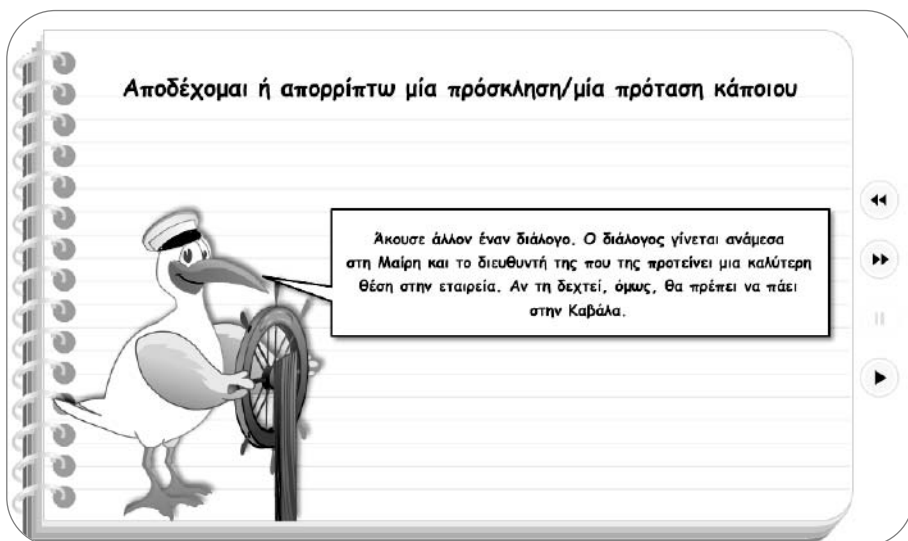 Αποδέχομαι ή απορρίπτω μία πρόσκληση/μία πρόταση κάποιου
Άκουσε άλλον έναν διάλογο. Ο διάλογος γίνεται ανάμεσα
στη Μαίρη και το διευθυντή της που της προτείνει μια καλύτερη
θέση στην εταιρεία. Αν τη δεχτεί, όμως, θα πρέπει να πάει
στην Καβάλα.